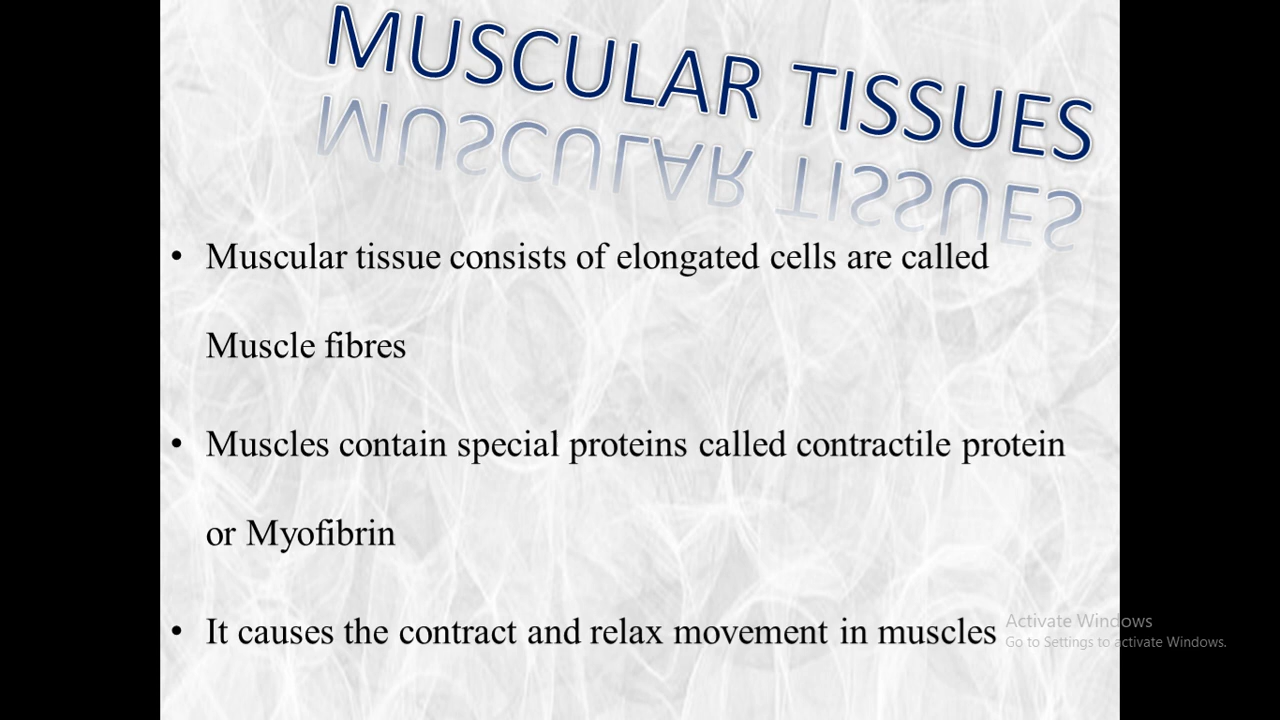 MUSCULAR TISSUES
• Muscular tissue consists of elongated cells are called
Muscle fibres
• Muscles contain special proteins called contractile protein
or Myofibrin
• It causes the contract and relax movement in muscles
Activate Windows
Go to Settings to activate Windows.